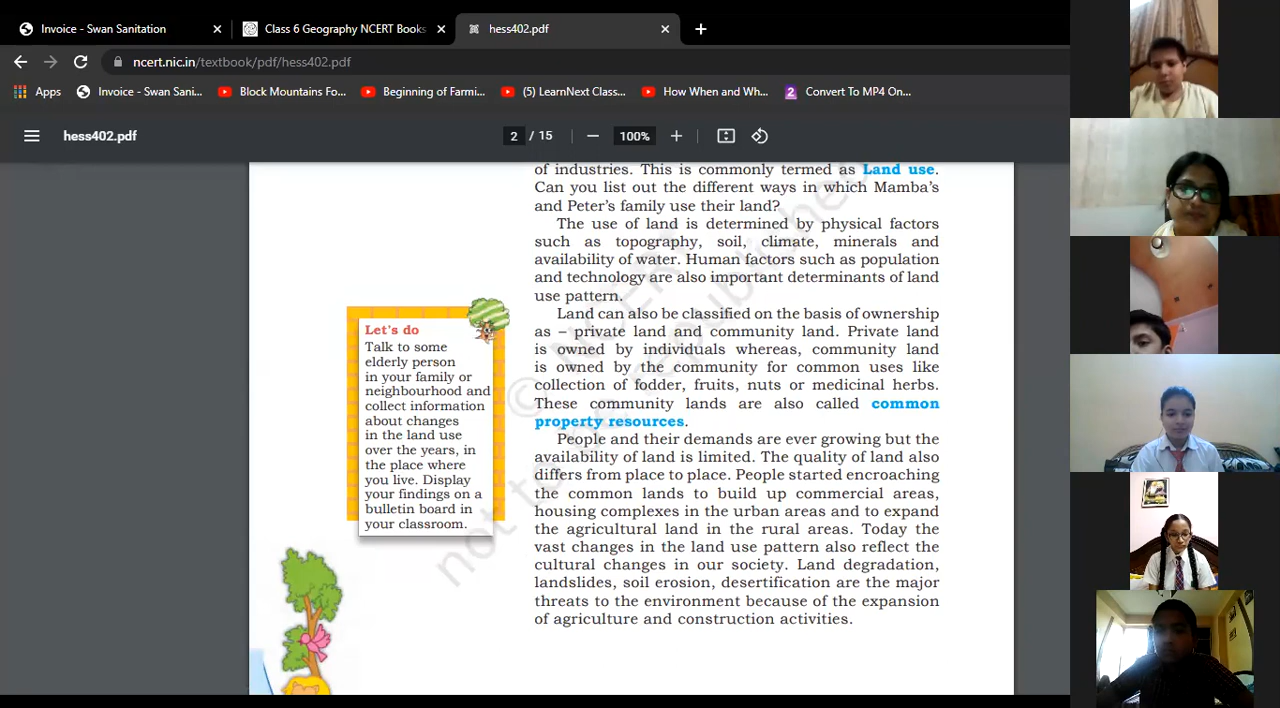 Invoice - Swan Sanitation
Class 6 Geography NCERT Books
hess402.pdf
ncert.nic.in/textbook/pdf/hess402.pdf
Apps
Invoice - Swan Sani...
Block Mountains Fo...
Beginning of Farmi...
(5) LearnNext Class...
How When and Wh...
Convert To MP4 On...
hess402.pdf
2 / 15
100%
of industries. This is commonly termed as Land use.
Can you list out the different ways in which Mamba's
and Peter's family use their land?
The use of land is determined by physical factors
such as topography, soil, climate, minerals and
availability of water. Human factors such as population
and technology are also important determinants of land
use pattern.
Land can also be classified on the basis of ownership
as – private land and community land. Private land
is owned by individuals whereas, community land
is owned by the community for common uses like
collection of fodder, fruits, nuts or medicinal herbs.
These community lands are also called common
property resources.
People and their demands are ever growing but the
availability of land is limited. The quality of land also
differs from place to place. People started encroaching
the common lands to build up commercial areas,
housing complexes in the urban areas and to expand
the agricultural land in the rural areas. Today the
vast changes in the land use pattern also reflect the
cultural changes in our society. Land degradation,
landslides, soil erosion, desertification are the major
threats to the environment because of the expansion
of agriculture and construction activities.
Let's do
Talk to some
elderly person
in your family or
neighbourhood and
collect information
about changes
in the land use
over the years, in
the place where
you live. Display
your findings on a
bulletin board in
your classroom.
© NCERT
not to be republished